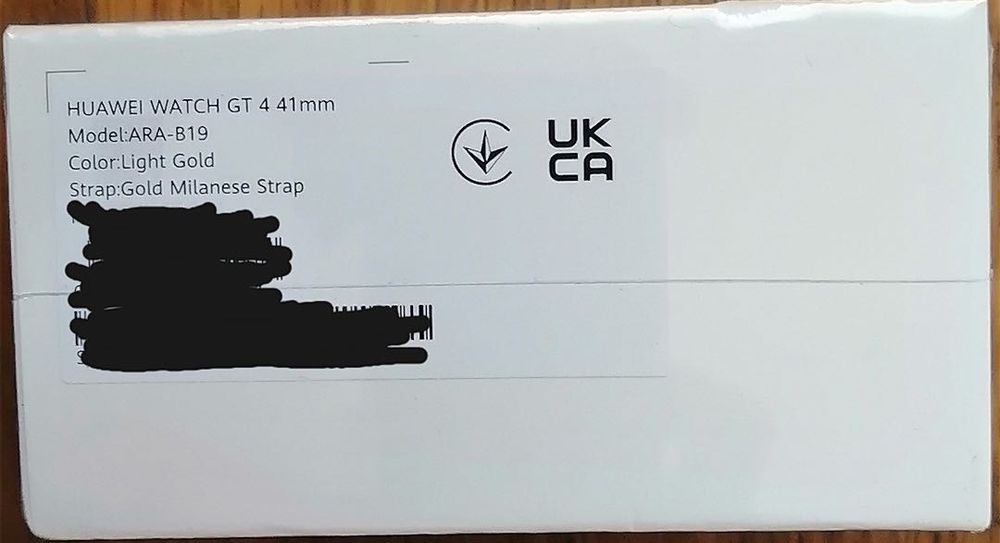 HUAWEI WATCH GT 4 41mm
Model:ARA-B19
Color:Light Gold
Strap:Gold Milanese Strap
UK
CA